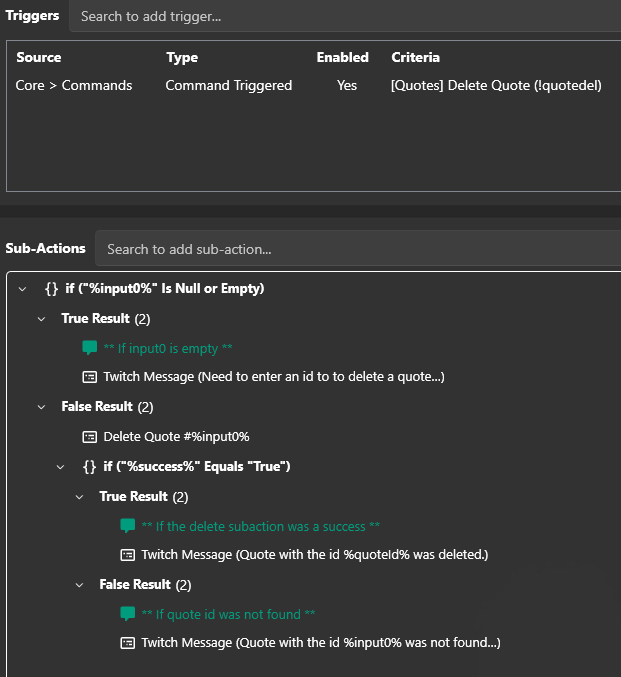 Triggers Search to add trigger...
Source Type Enabled Criteria
Core > Commands Command Triggered Yes [Quotes] Delete Quote (!quotedel)
Sub-Actions Search to add sub-action...
{} if ("%input0%" Is Null or Empty)
True Result (2)
** If input0 is empty **
Twitch Message (Need to enter an id to to delete a quote...)
False Result (2)
Delete Quote #%input0%
{} if ("%success%" Equals "True")
True Result (2)
** If the delete subaction was a success **
Twitch Message (Quote with the id %quoteId% was deleted.)
False Result (2)
** If quote id was not found **
Twitch Message (Quote with the id %input0% was not found...)